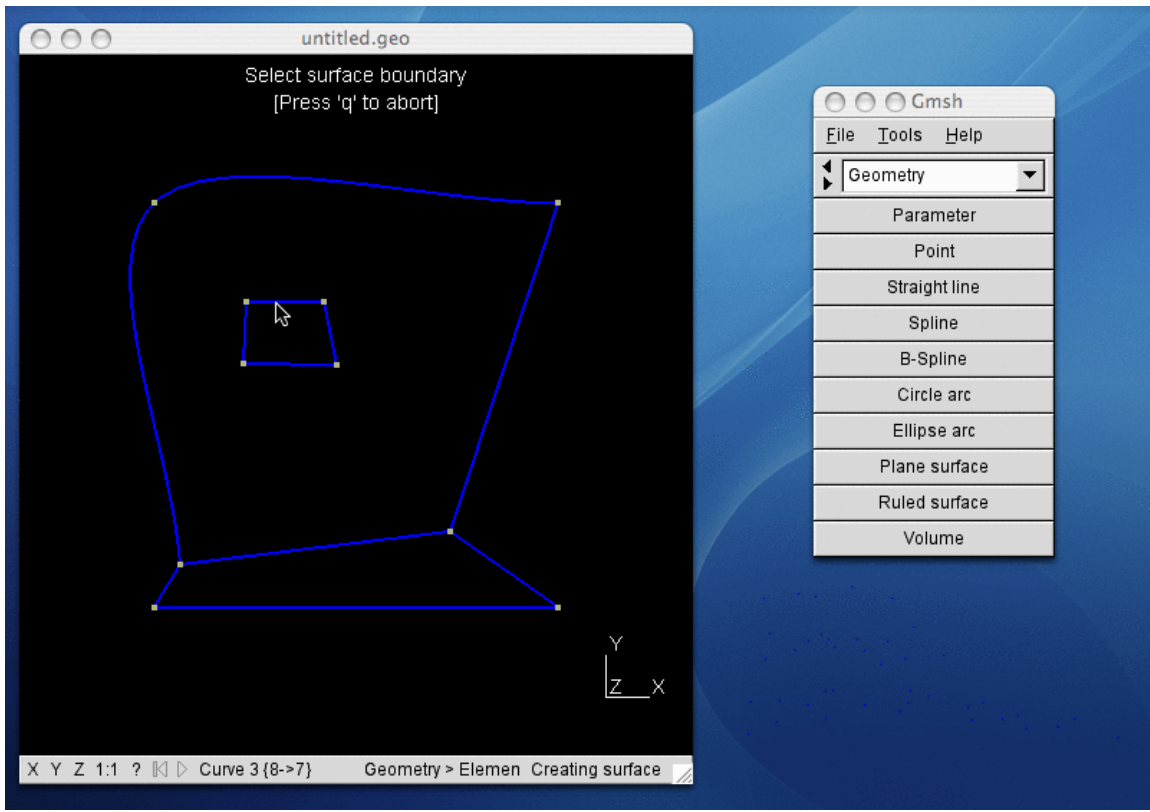 untitled.geo
Select surface boundary
[Press 'q' to abort]
Y
Z X
X Y Z 1:1 ? Curve 3 {8->7} Geometry > Elemen Creating surface
Gmsh
File Tools Help
Geometry
Parameter
Point
Straight line
Spline
B-Spline
Circle arc
Ellipse arc
Plane surface
Ruled surface
Volume